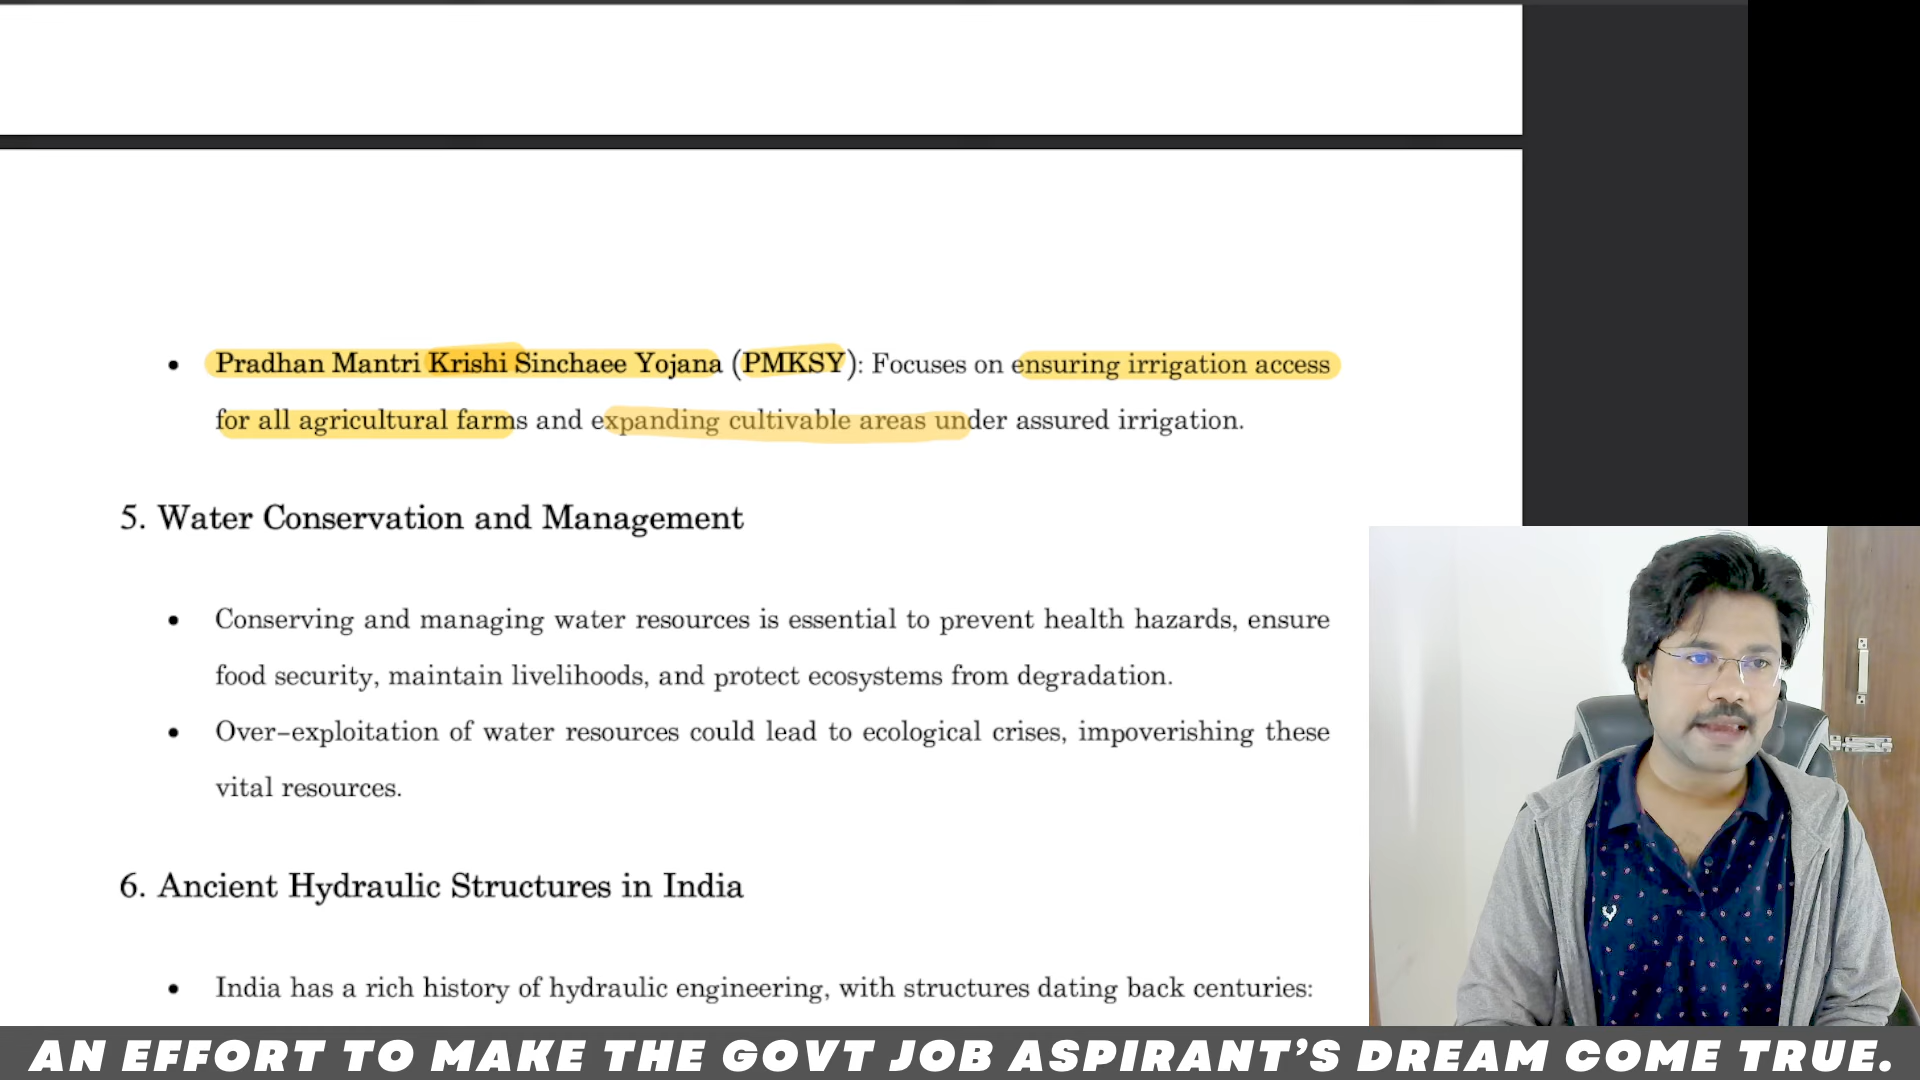 • Pradhan Mantri Krishi Sinchaee Yojana (PMKSY): Focuses on ensuring irrigation access
for all agricultural farms and expanding cultivable areas under assured irrigation.
5. Water Conservation and Management
• Conserving and managing water resources is essential to prevent health hazards, ensure
food security, maintain livelihoods, and protect ecosystems from degradation.
• Over-exploitation of water resources could lead to ecological crises, impoverishing these
vital resources.
6. Ancient Hydraulic Structures in India
• India has a rich history of hydraulic engineering, with structures dating back centuries:
AN EFFORT TO MAKE THE GOVT JOB ASPIRANT'S DREAM COME TRUE.